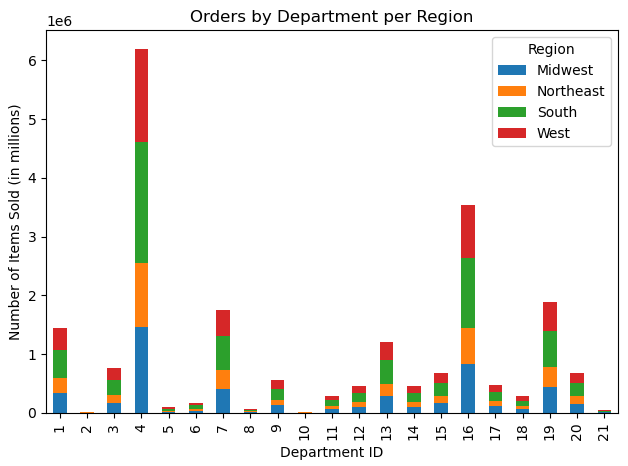 Orders by Department per Region
1e6
Region
Midwest
Northeast
South
West
Number of Items Sold (in millions)
6
5
4
3
2
1
0
1 2 3 4 5 6 7 8 9 10 11 12 13 14 15 16 17 18 19 20 21
Department ID